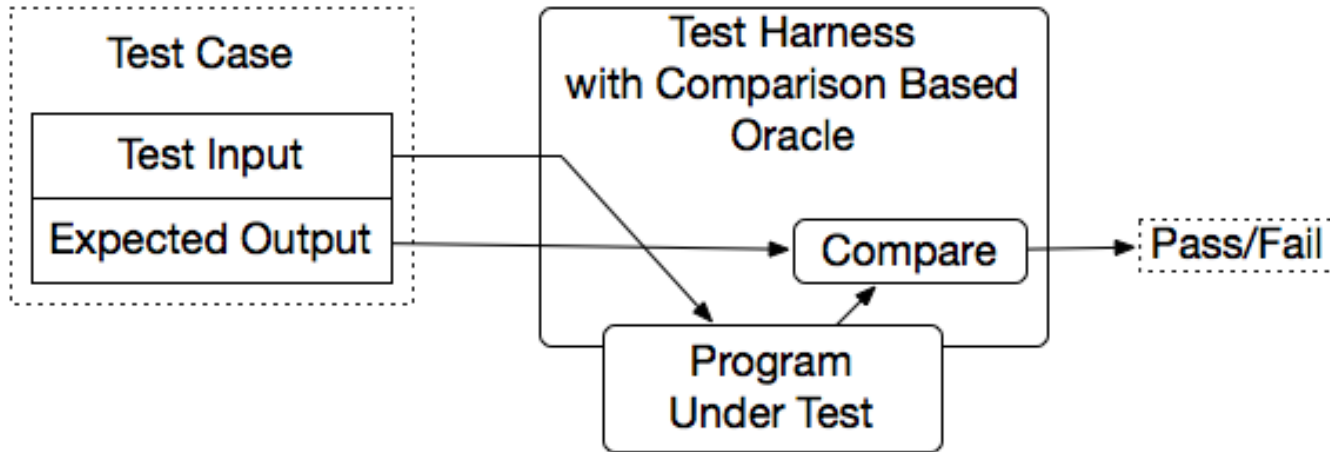 Test Case
Test Input
Expected Output
Test Harness
with Comparison Based
Oracle
Compare
Program
Under Test
Pass/Fail